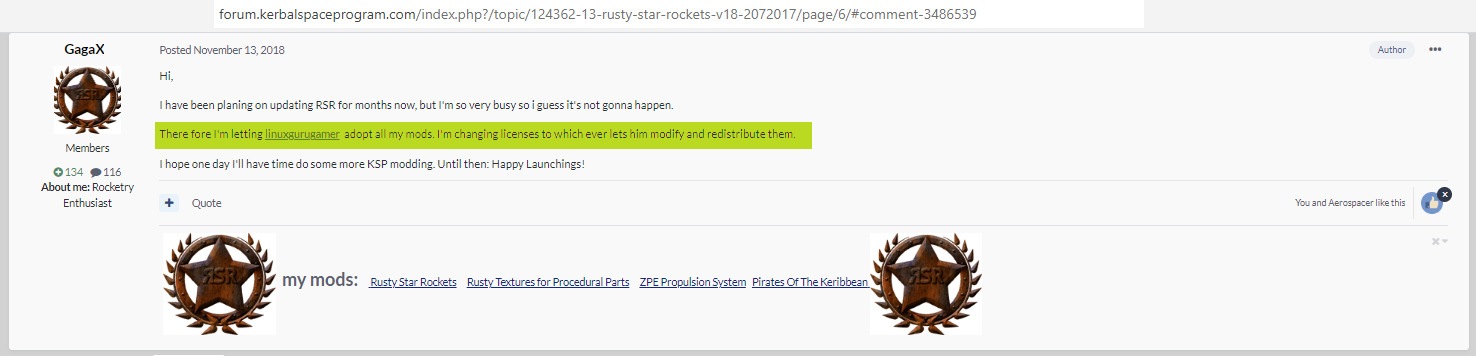 forum.kerbalspaceprogram.com/index.php?/topic/124362-13-rusty-star-rockets-v18-2072017/page/6/#comment-3486539
GagaX
Posted November 13, 2018
Author
•••
Hi,
RSR
I have been planing on updating RSR for months now, but I'm so very busy so i guess it's not gonna happen.
There fore I'm letting linuxgurugamer adopt all my mods. I'm changing licenses to which ever lets him modify and redistribute them.
Members
I hope one day I'll have time do some more KSP modding. Until then: Happy Launchings!
134 116
About me: Rocketry
Enthusiast
+ Quote
You and Aerospacer like this
RSR
my mods: Rusty Star Rockets Rusty Textures for Procedural Parts ZPE Propulsion System Pirates Of The Keribbean
RSR